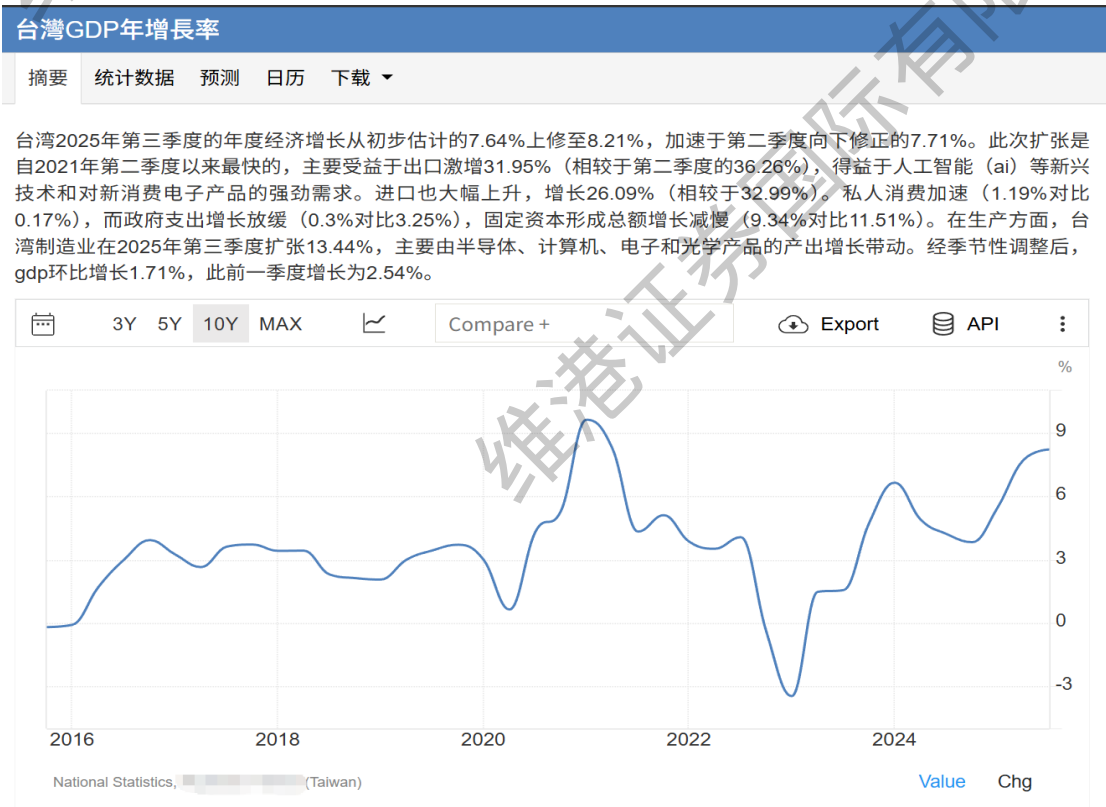 台灣GDP年增長率
摘要 统计数据 预测 日历 下载
台湾2025年第三季度的年度经济增长从初步估计的7.64%上修至8.21%，加速于第二季度向下修正的7.71%。此次扩张是
自2021年第二季度以来最快的，主要受益于出口激增31.95%（相较于第二季度的36.26%），得益于人工智能（ai）等新兴
技术和对新消费电子产品的强劲需求。进口也大幅上升，增长26.09%（相较于32.99%）。私人消费加速（1.19%对比
0.17%），而政府支出增长放缓（0.3%对比3.25%），固定资本形成总额增长减慢（9.34%对比11.51%）。在生产方面，台
湾制造业在2025年第三季度扩张13.44%，主要由半导体、计算机、电子和光学产品的产出增长带动。经季节性调整后，
gdp环比增长1.71%，此前一季度增长为2.54%。
3Y 5Y 10Y MAX Compare + Export API
%
9
6
3
0
-3
2016 2018 2020 2022 2024
National Statistics, (Taiwan) Value Chg
维港证券国际有限